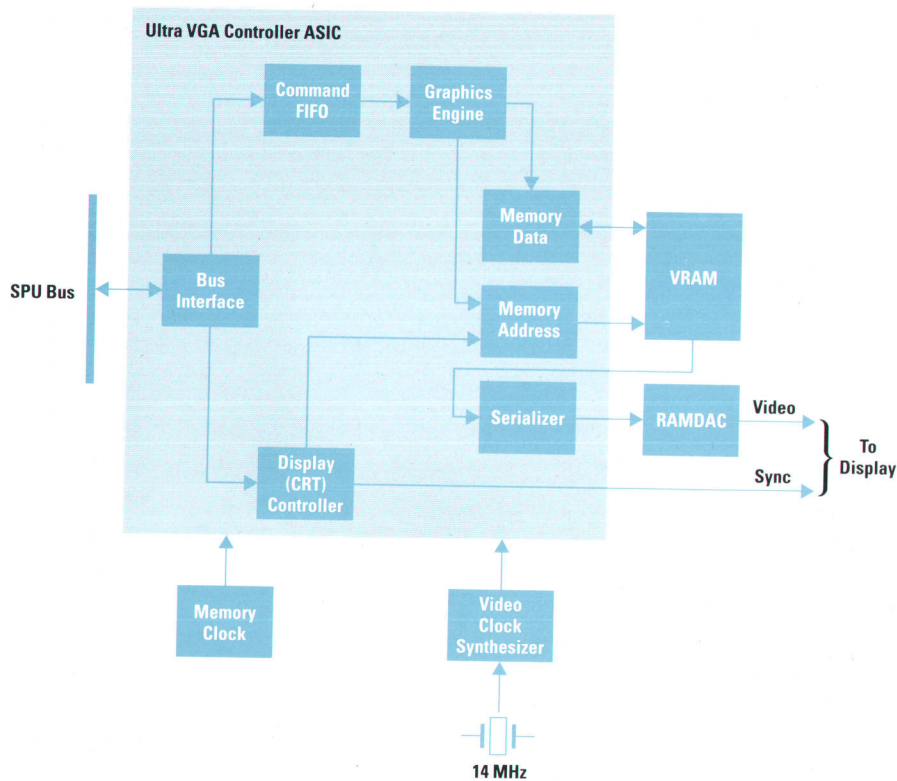 Ultra VGA Controller ASIC
Command
FIFO
Graphics
Engine
Memory
Data
VRAM
SPU Bus
Bus
Interface
Memory
Address
Serializer
RAMDAC
Video
To
Display
Display
(CRT)
Controller
Sync
Memory
Clock
Video
Clock
Synthesizer
14 MHz